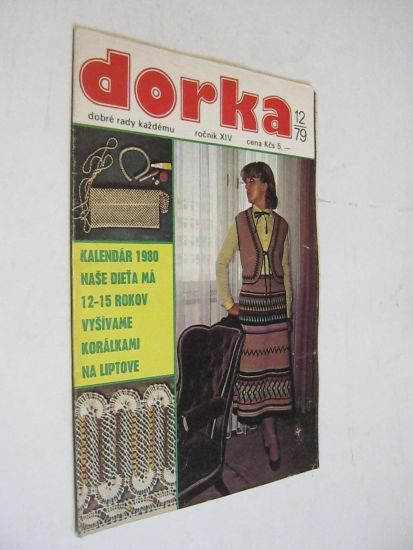 dorka
12
79
dobré rady každému ročník XIV cena Kčs 5,—
KALENDÁR 1980
NAŠE DIEŤA MÁ
12-15 ROKOV
VYŠÍVAME
KORÁLKAMI
NA LIPTOVE